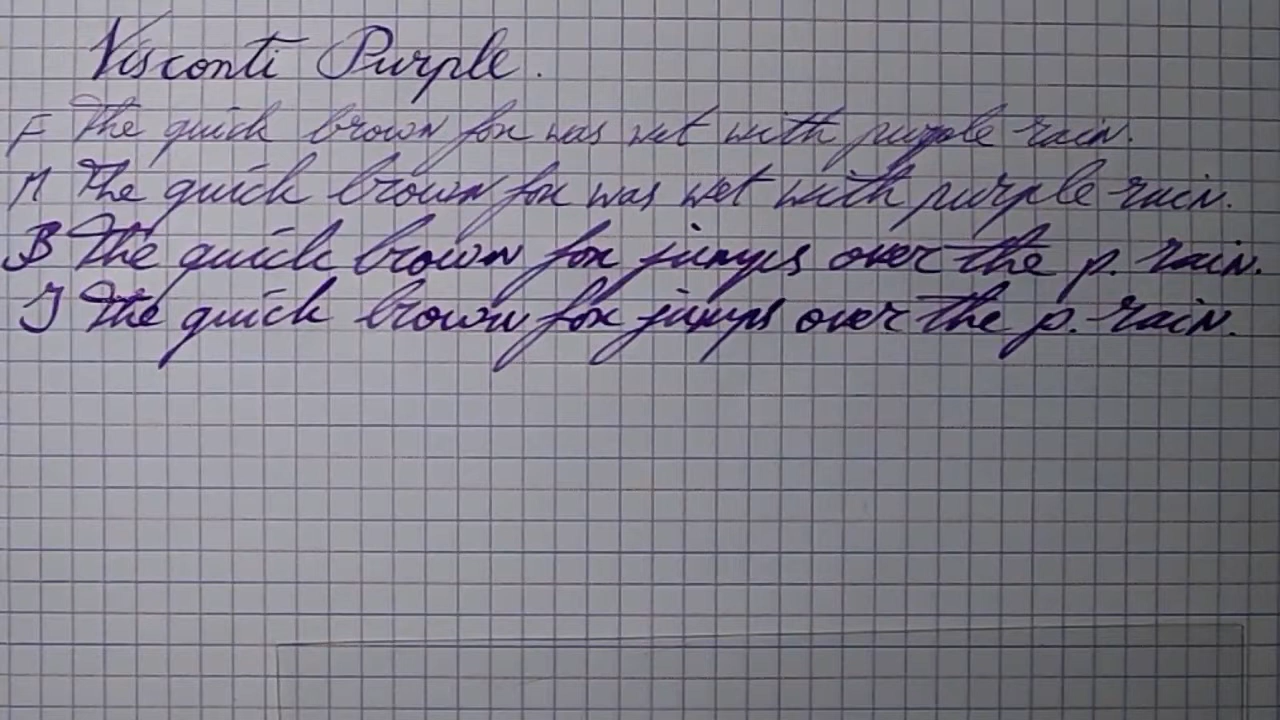 Visconti Purple.
F The quick brown fox was wet with purple rain.
M The quick brown fox was wet with purple rain.
B The quick brown fox jumps over the p. rain.
I The quick brown fox jumps over the p. rain.